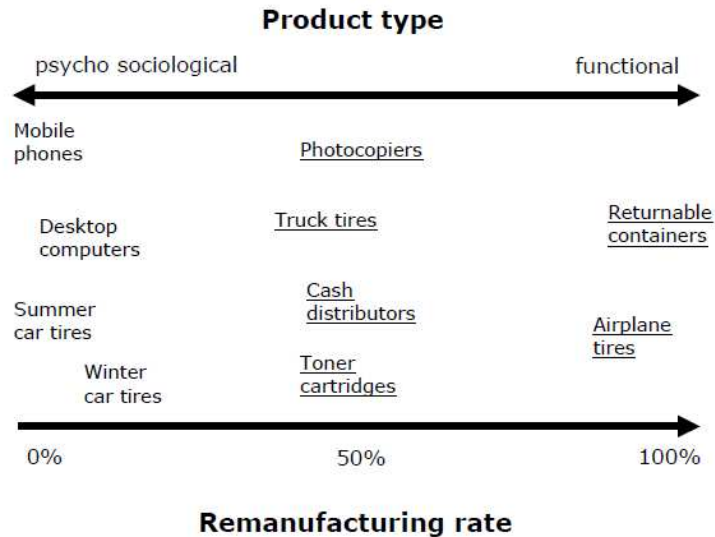 Product type
psycho sociological
functional
Mobile
phones
Photocopiers
Desktop
computers
Truck tires
Returnable
containers
Summer
car tires
Cash
distributors
Airplane
tires
Winter
car tires
Toner
cartridges
0%
50%
100%
Remanufacturing rate